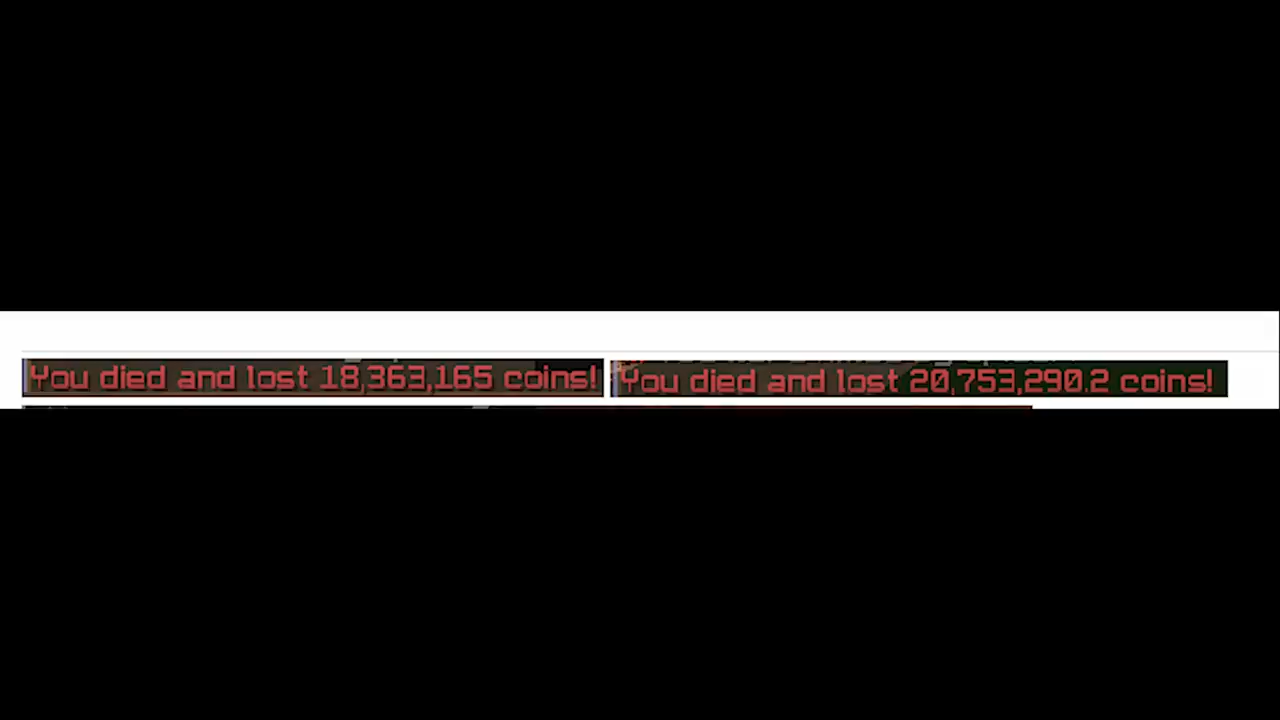 You died and lost 18,363,165 coins!
You died and lost 20,753,290.2 coins!